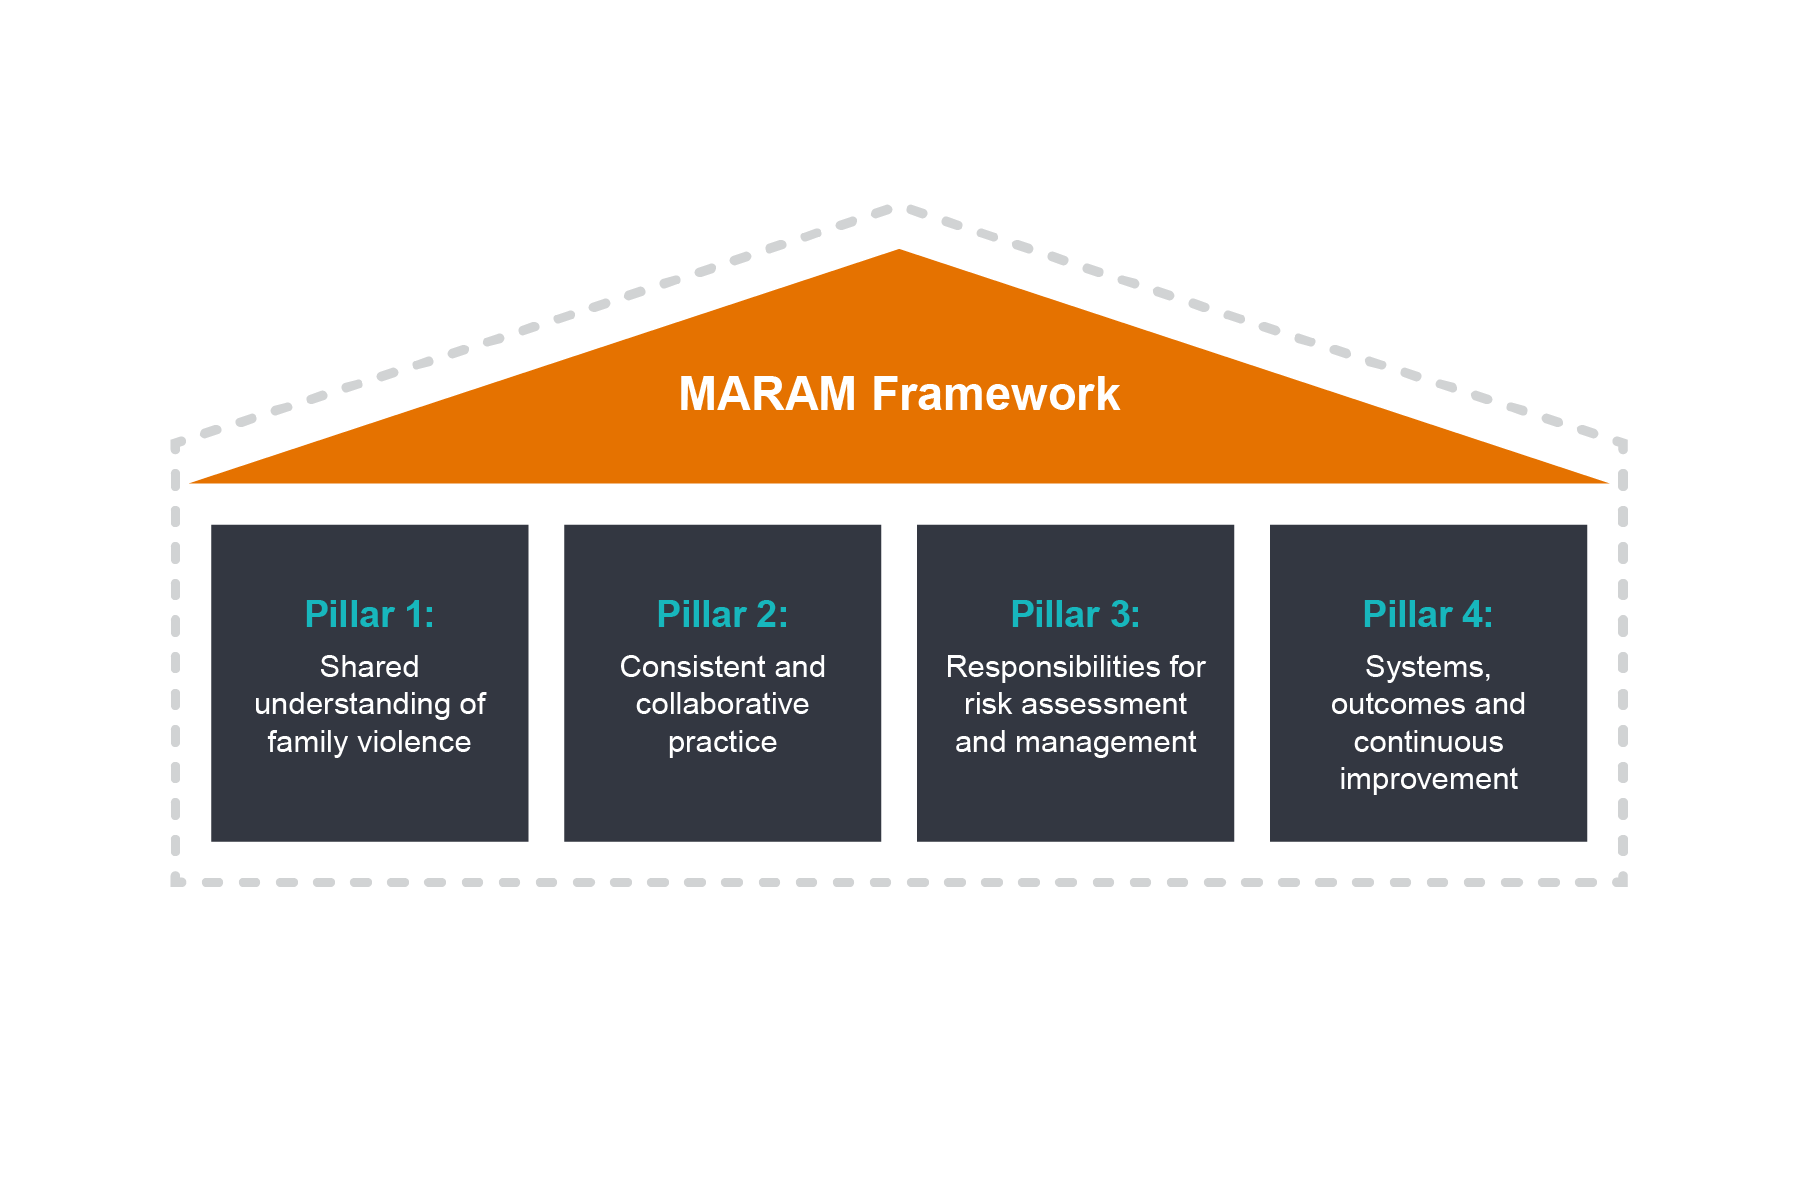 MARAM Framework
Pillar 1:
Shared
understanding of
family violence
Pillar 2:
Consistent and
collaborative
practice
Pillar 3:
Responsibilities for
risk assessment
and management
Pillar 4:
Systems,
outcomes and
continuous
improvement